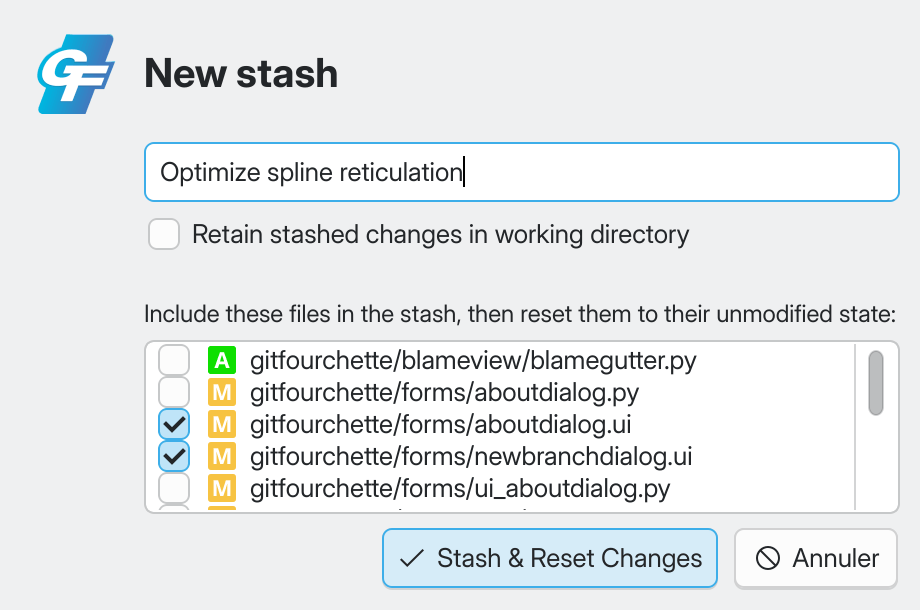 GF
New stash
Optimize spline reticulation
Retain stashed changes in working directory
Include these files in the stash, then reset them to their unmodified state:
A gitfourchette/blameview/blamegutter.py
M gitfourchette/forms/aboutdialog.py
M gitfourchette/forms/aboutdialog.ui
M gitfourchette/forms/newbranchdialog.ui
M gitfourchette/forms/ui_aboutdialog.py
Stash & Reset Changes Annuler